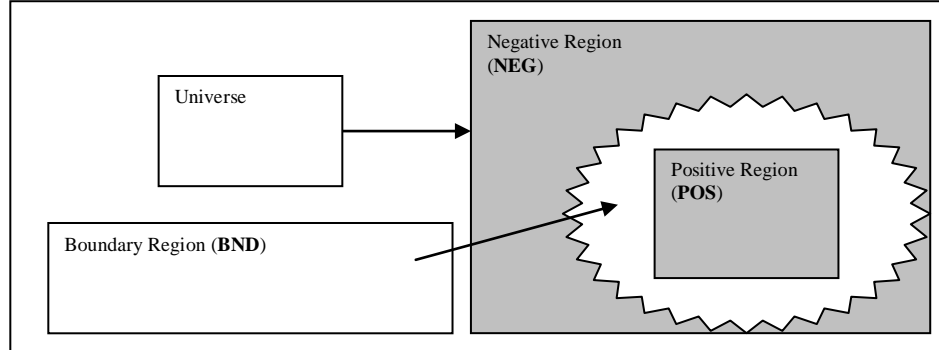 Negative Region
(NEG)
Universe
Positive Region
(POS)
Boundary Region (BND)